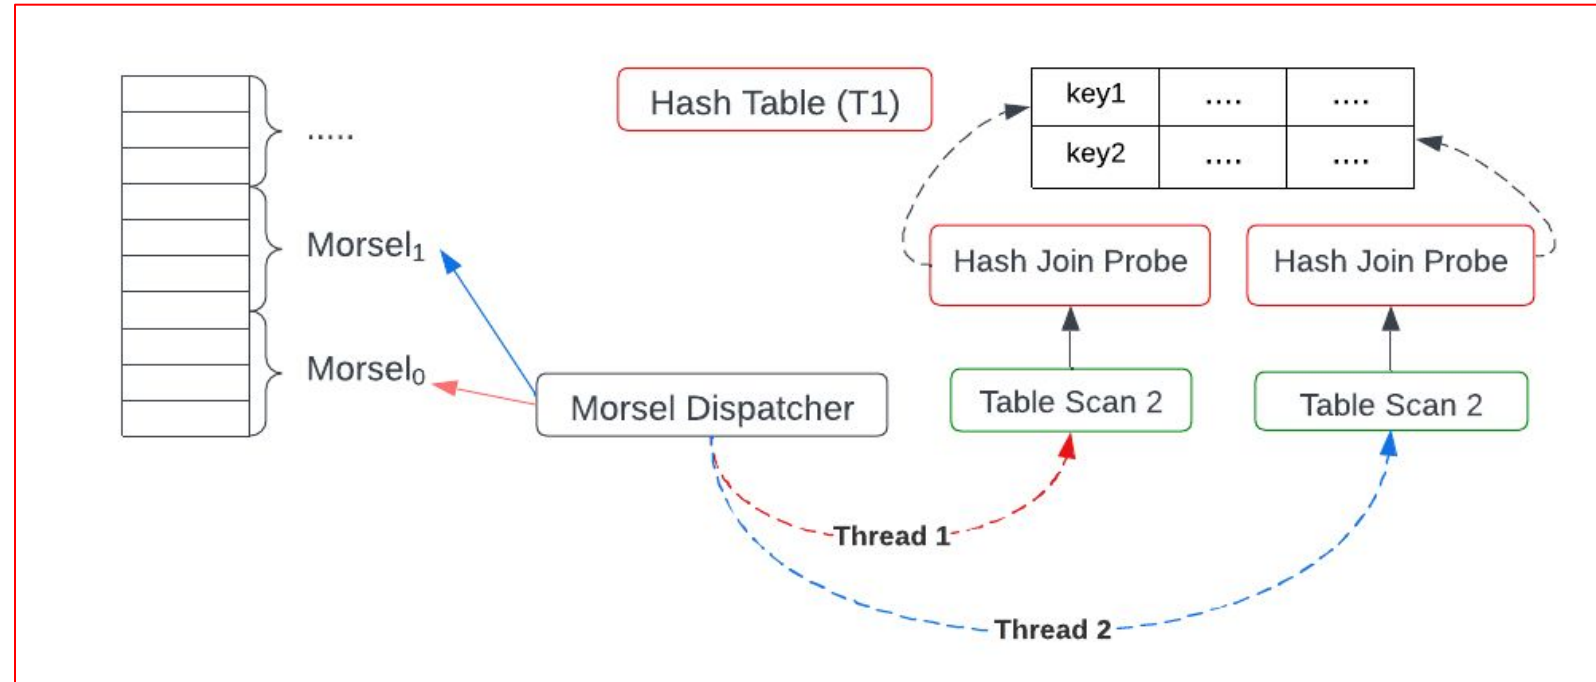 Hash Table (T1)
key1 .... ....
key2 .... ....
.....
Morsel₁
Morsel₀
Hash Join Probe
Hash Join Probe
Morsel Dispatcher
Table Scan 2
Table Scan 2
Thread 1
Thread 2